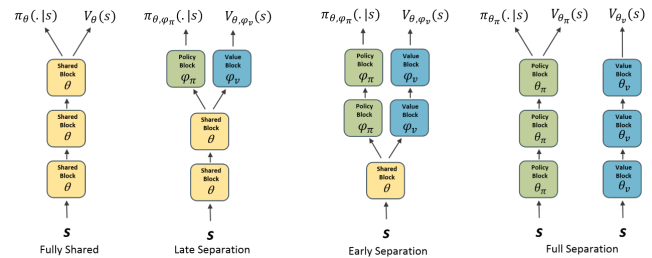 π_θ(.|s) V_θ(s)
Shared Block θ
Shared Block θ
Shared Block θ
s
Fully Shared
π_θ,φ_π(.|s) V_θ,φ_v(s)
Policy Block φ_π
Value Block φ_v
Shared Block θ
Shared Block θ
s
Late Separation
π_θ,φ_π(.|s) V_θ,φ_v(s)
Policy Block φ_π
Value Block φ_v
Policy Block φ_π
Value Block φ_v
Shared Block θ
s
Early Separation
π_θ_π(.|s) V_θ_π(s) V_θ_v(s)
Policy Block θ_π
Value Block θ_v
Policy Block θ_π
Value Block θ_v
Policy Block θ_π
Value Block θ_v
s s
Full Separation